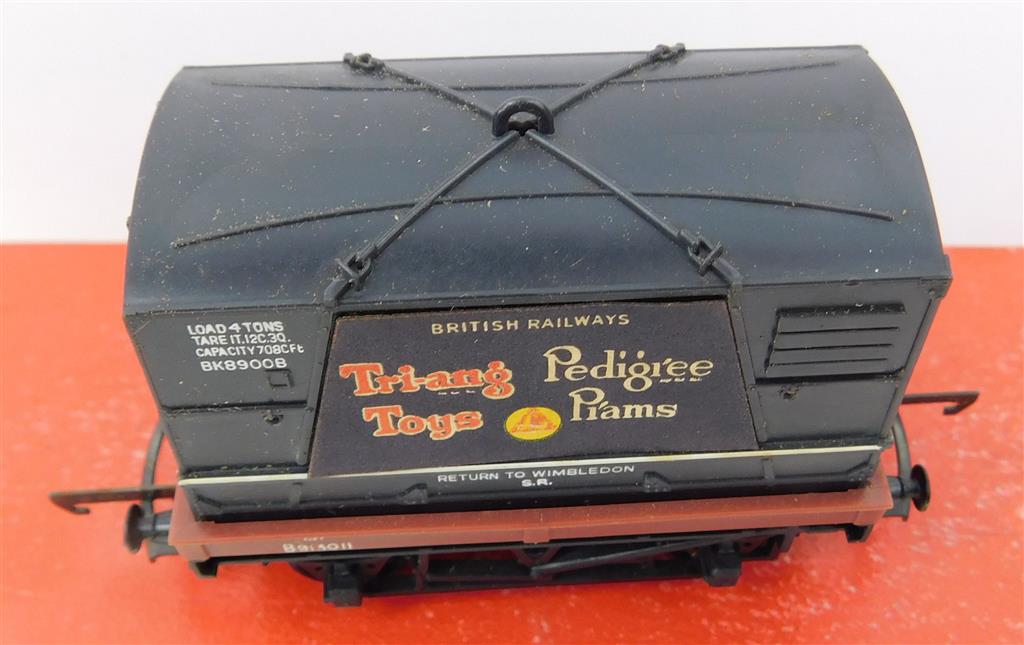 LOAD 4 TONS
TARE 1T.12C.3Q.
CAPACITY 708CFt
BK8900B
BRITISH RAILWAYS
Tri-ang
Toys
Pedigree
Prams
RETURN TO WIMBLEDON
S.R.
B913011